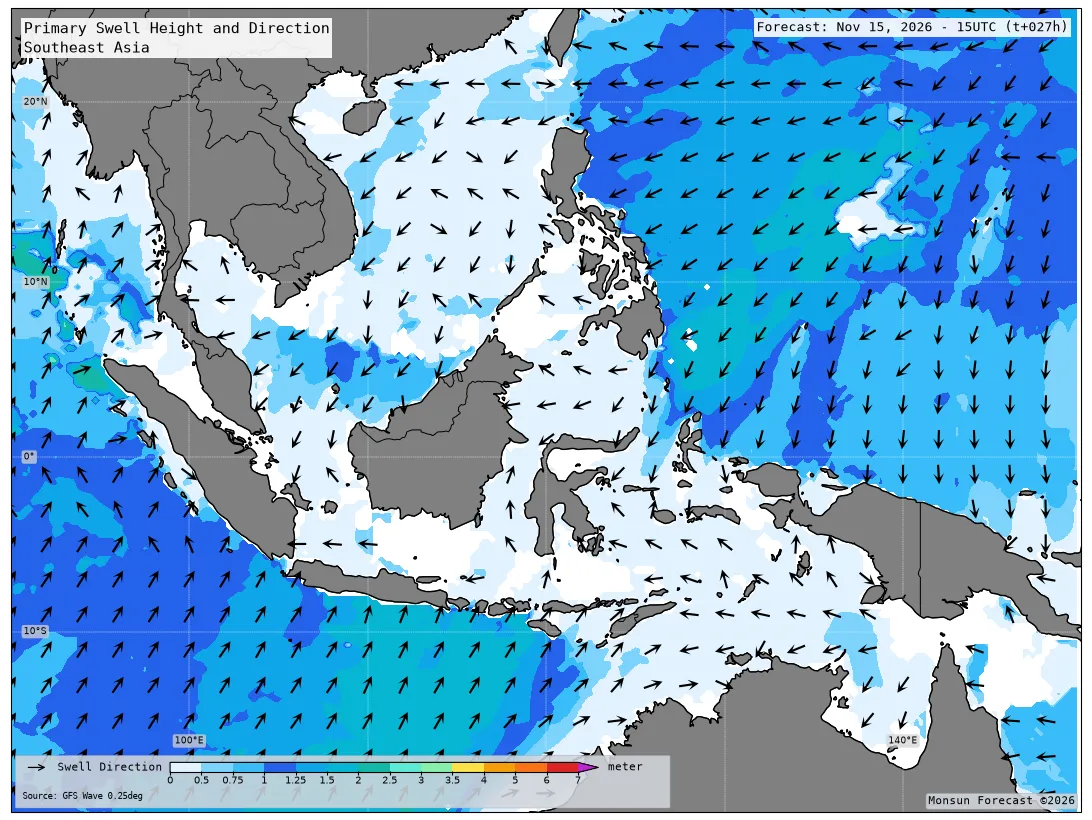 Primary Swell Height and Direction
Southeast Asia
Forecast: Nov 15, 2026 - 15UTC (t+027h)
20°N
10°N
0°
10°S
100°E
140°E
Swell Direction
0 0.5 0.75 1 1.25 1.5 2 2.5 3 3.5 4 5 6 7
meter
Source: GFS Wave 0.25deg
Monsun Forecast ©2026